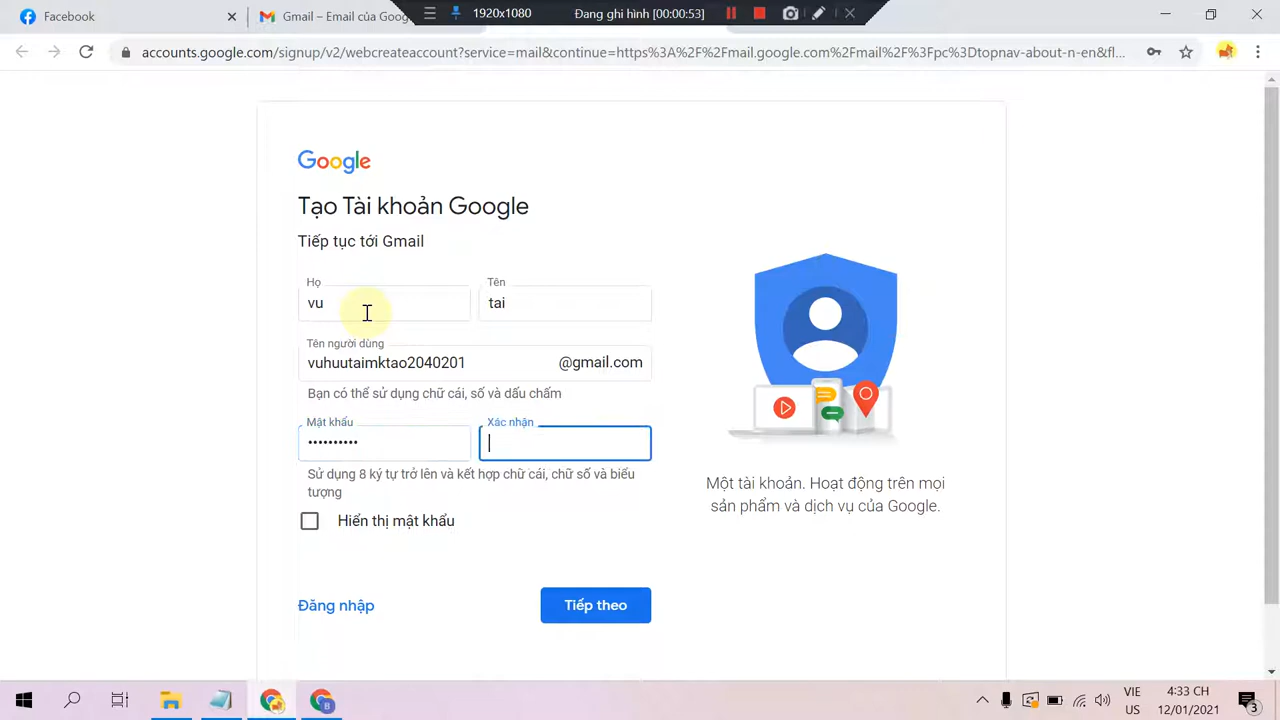 Facebook
Gmail – Email của Goog
1920x1080
Đang ghi hình [00:00:53]
accounts.google.com/signup/v2/webcreateaccount?service=mail&continue=https%3A%2F%2Fmail.google.com%2Fmail%2F%3Fpc%3Dtopnav-about-n-en&fl...
Google
Tạo Tài khoản Google
Tiếp tục tới Gmail
Họ
Tên
vu
tai
Tên người dùng
vuhuutaimktao2040201
@gmail.com
Bạn có thể sử dụng chữ cái, số và dấu chấm
Mật khẩu
Xác nhận
••••••••••
Sử dụng 8 ký tự trở lên và kết hợp chữ cái, chữ số và biểu
tượng
Hiển thị mật khẩu
Một tài khoản. Hoạt động trên mọi
sản phẩm và dịch vụ của Google.
Đăng nhập
Tiếp theo
B
VIE
US
4:33 CH
12/01/2021
3